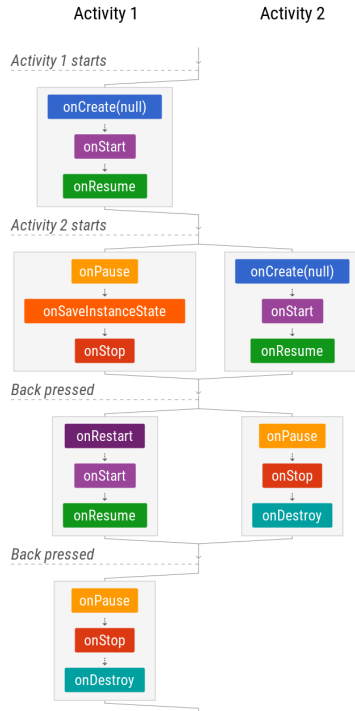 Activity 1
Activity 2
Activity 1 starts
onCreate(null)
onStart
onResume
Activity 2 starts
onPause
onSaveInstanceState
onStop
onCreate(null)
onStart
onResume
Back pressed
onRestart
onStart
onResume
onPause
onStop
onDestroy
Back pressed
onPause
onStop
onDestroy